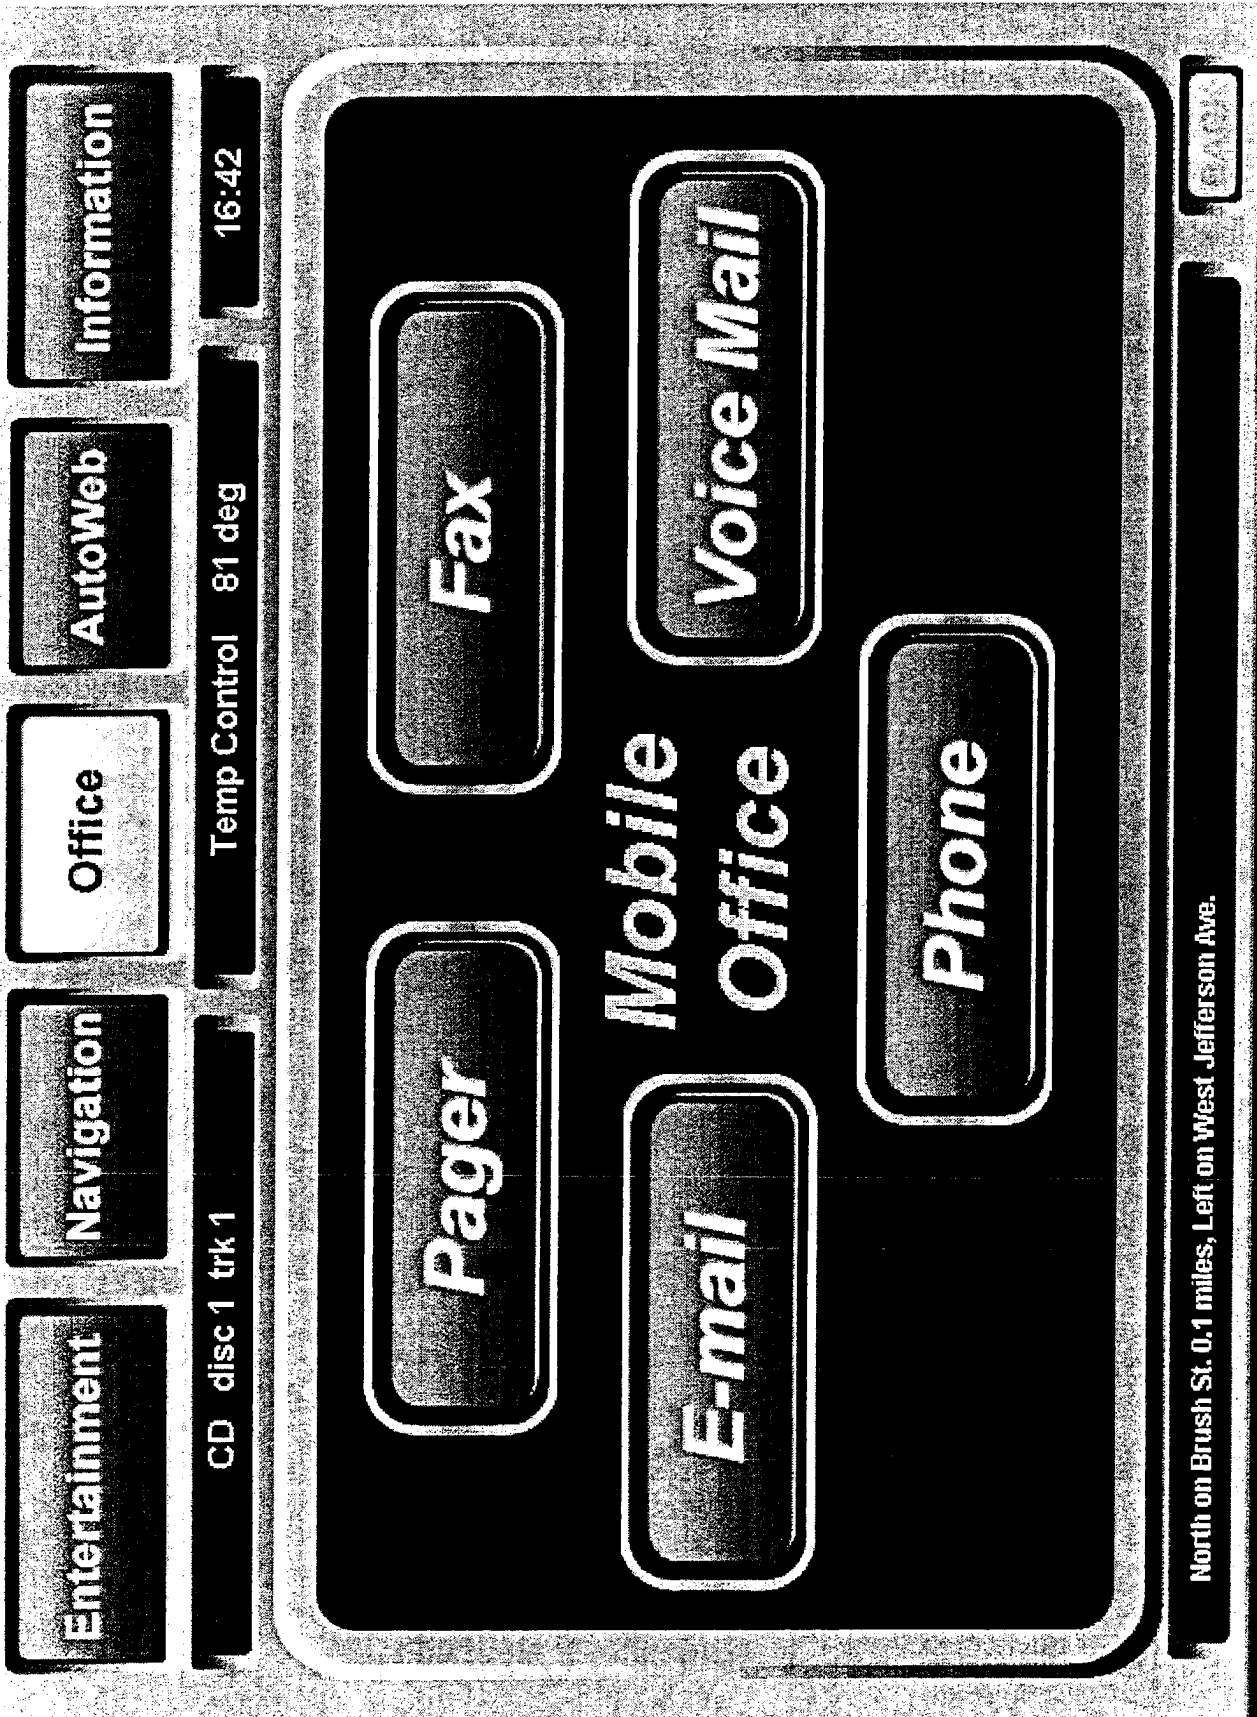 Entertainment
Navigation
Office
AutoWeb
Information
CD disc 1 trk 1
Temp Control 81 deg
16:42
Pager
Fax
E-mail
Mobile
Office
Voice Mail
Phone
North on Brush St. 0.1 miles, Left on West Jefferson Ave.
BACK